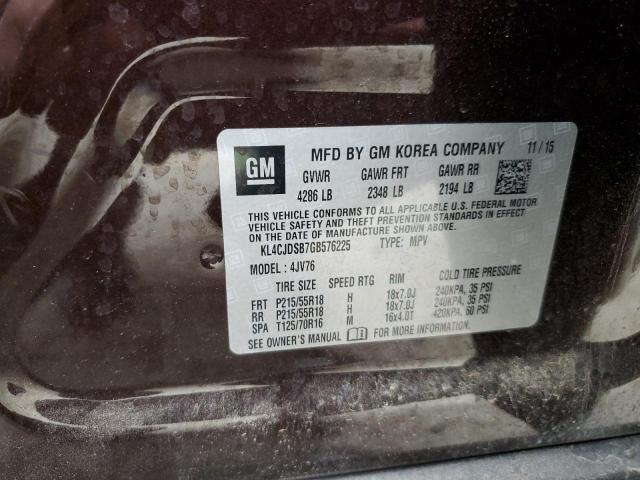 GM
MFD BY GM KOREA COMPANY 11/15
GVWR GAWR FRT GAWR RR
4286 LB 2348 LB 2194 LB
THIS VEHICLE CONFORMS TO ALL APPLICABLE U.S. FEDERAL MOTOR
VEHICLE SAFETY AND THEFT PREVENTION STANDARDS IN EFFECT
ON THE DATE OF MANUFACTURE SHOWN ABOVE.
KL4CJDSB7GB576225 TYPE: MPV
MODEL: 4JV76
TIRE SIZE SPEED RTG RIM COLD TIRE PRESSURE
FRT P215/55R18 H 18x7.0J 240KPA, 35 PSI
RR P215/55R18 H 18x7.0J 240KPA, 35 PSI
SPA T125/70R16 M 16x4.0T 420KPA, 60 PSI
SEE OWNER'S MANUAL FOR MORE INFORMATION